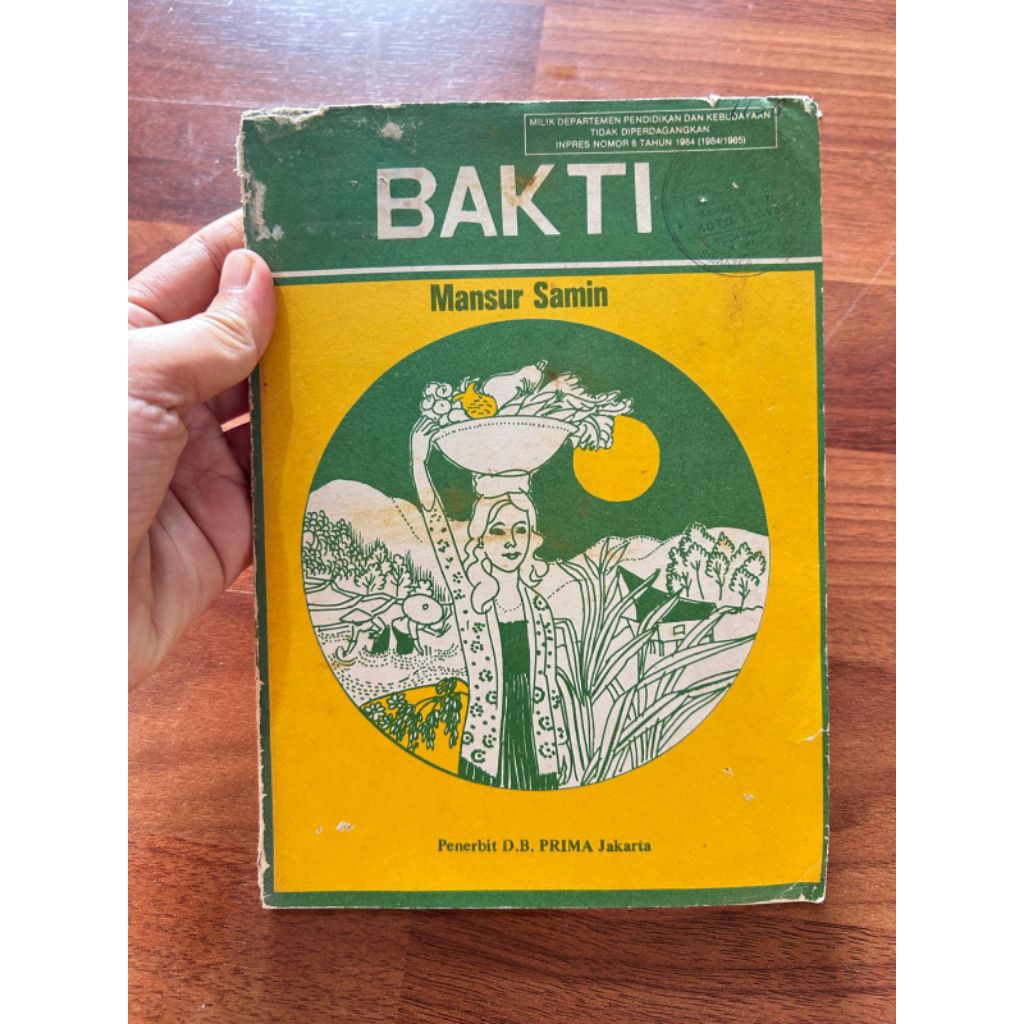 MILIK DEPARTEMEN PENDIDIKAN DAN KEBUDAYAAN
TIDAK DIPERDAGANGKAN
INPRES NOMOR 6 TAHUN 1984 (1984/1985)
BAKTI
Mansur Samin
Penerbit D.B. PRIMA Jakarta